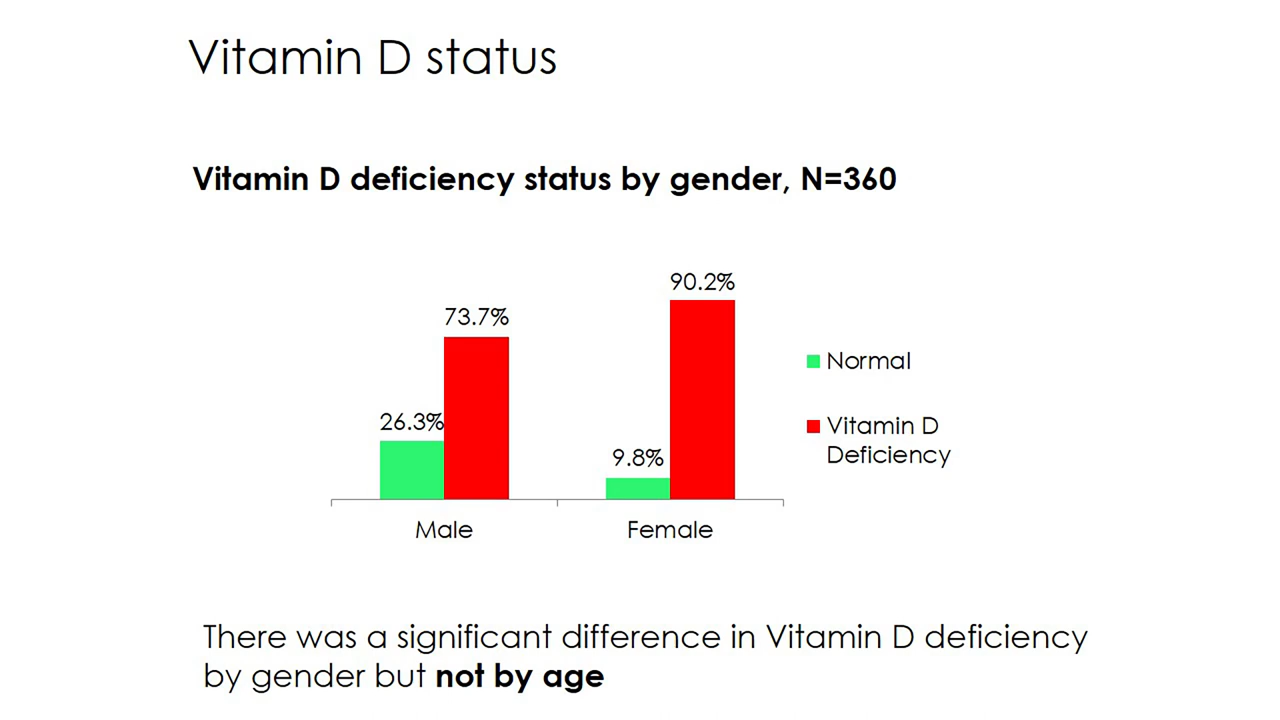 Vitamin D status
Vitamin D deficiency status by gender, N=360
90.2%
73.7%
26.3%
9.8%
Normal
Vitamin D
Deficiency
Male Female
There was a significant difference in Vitamin D deficiency
by gender but not by age